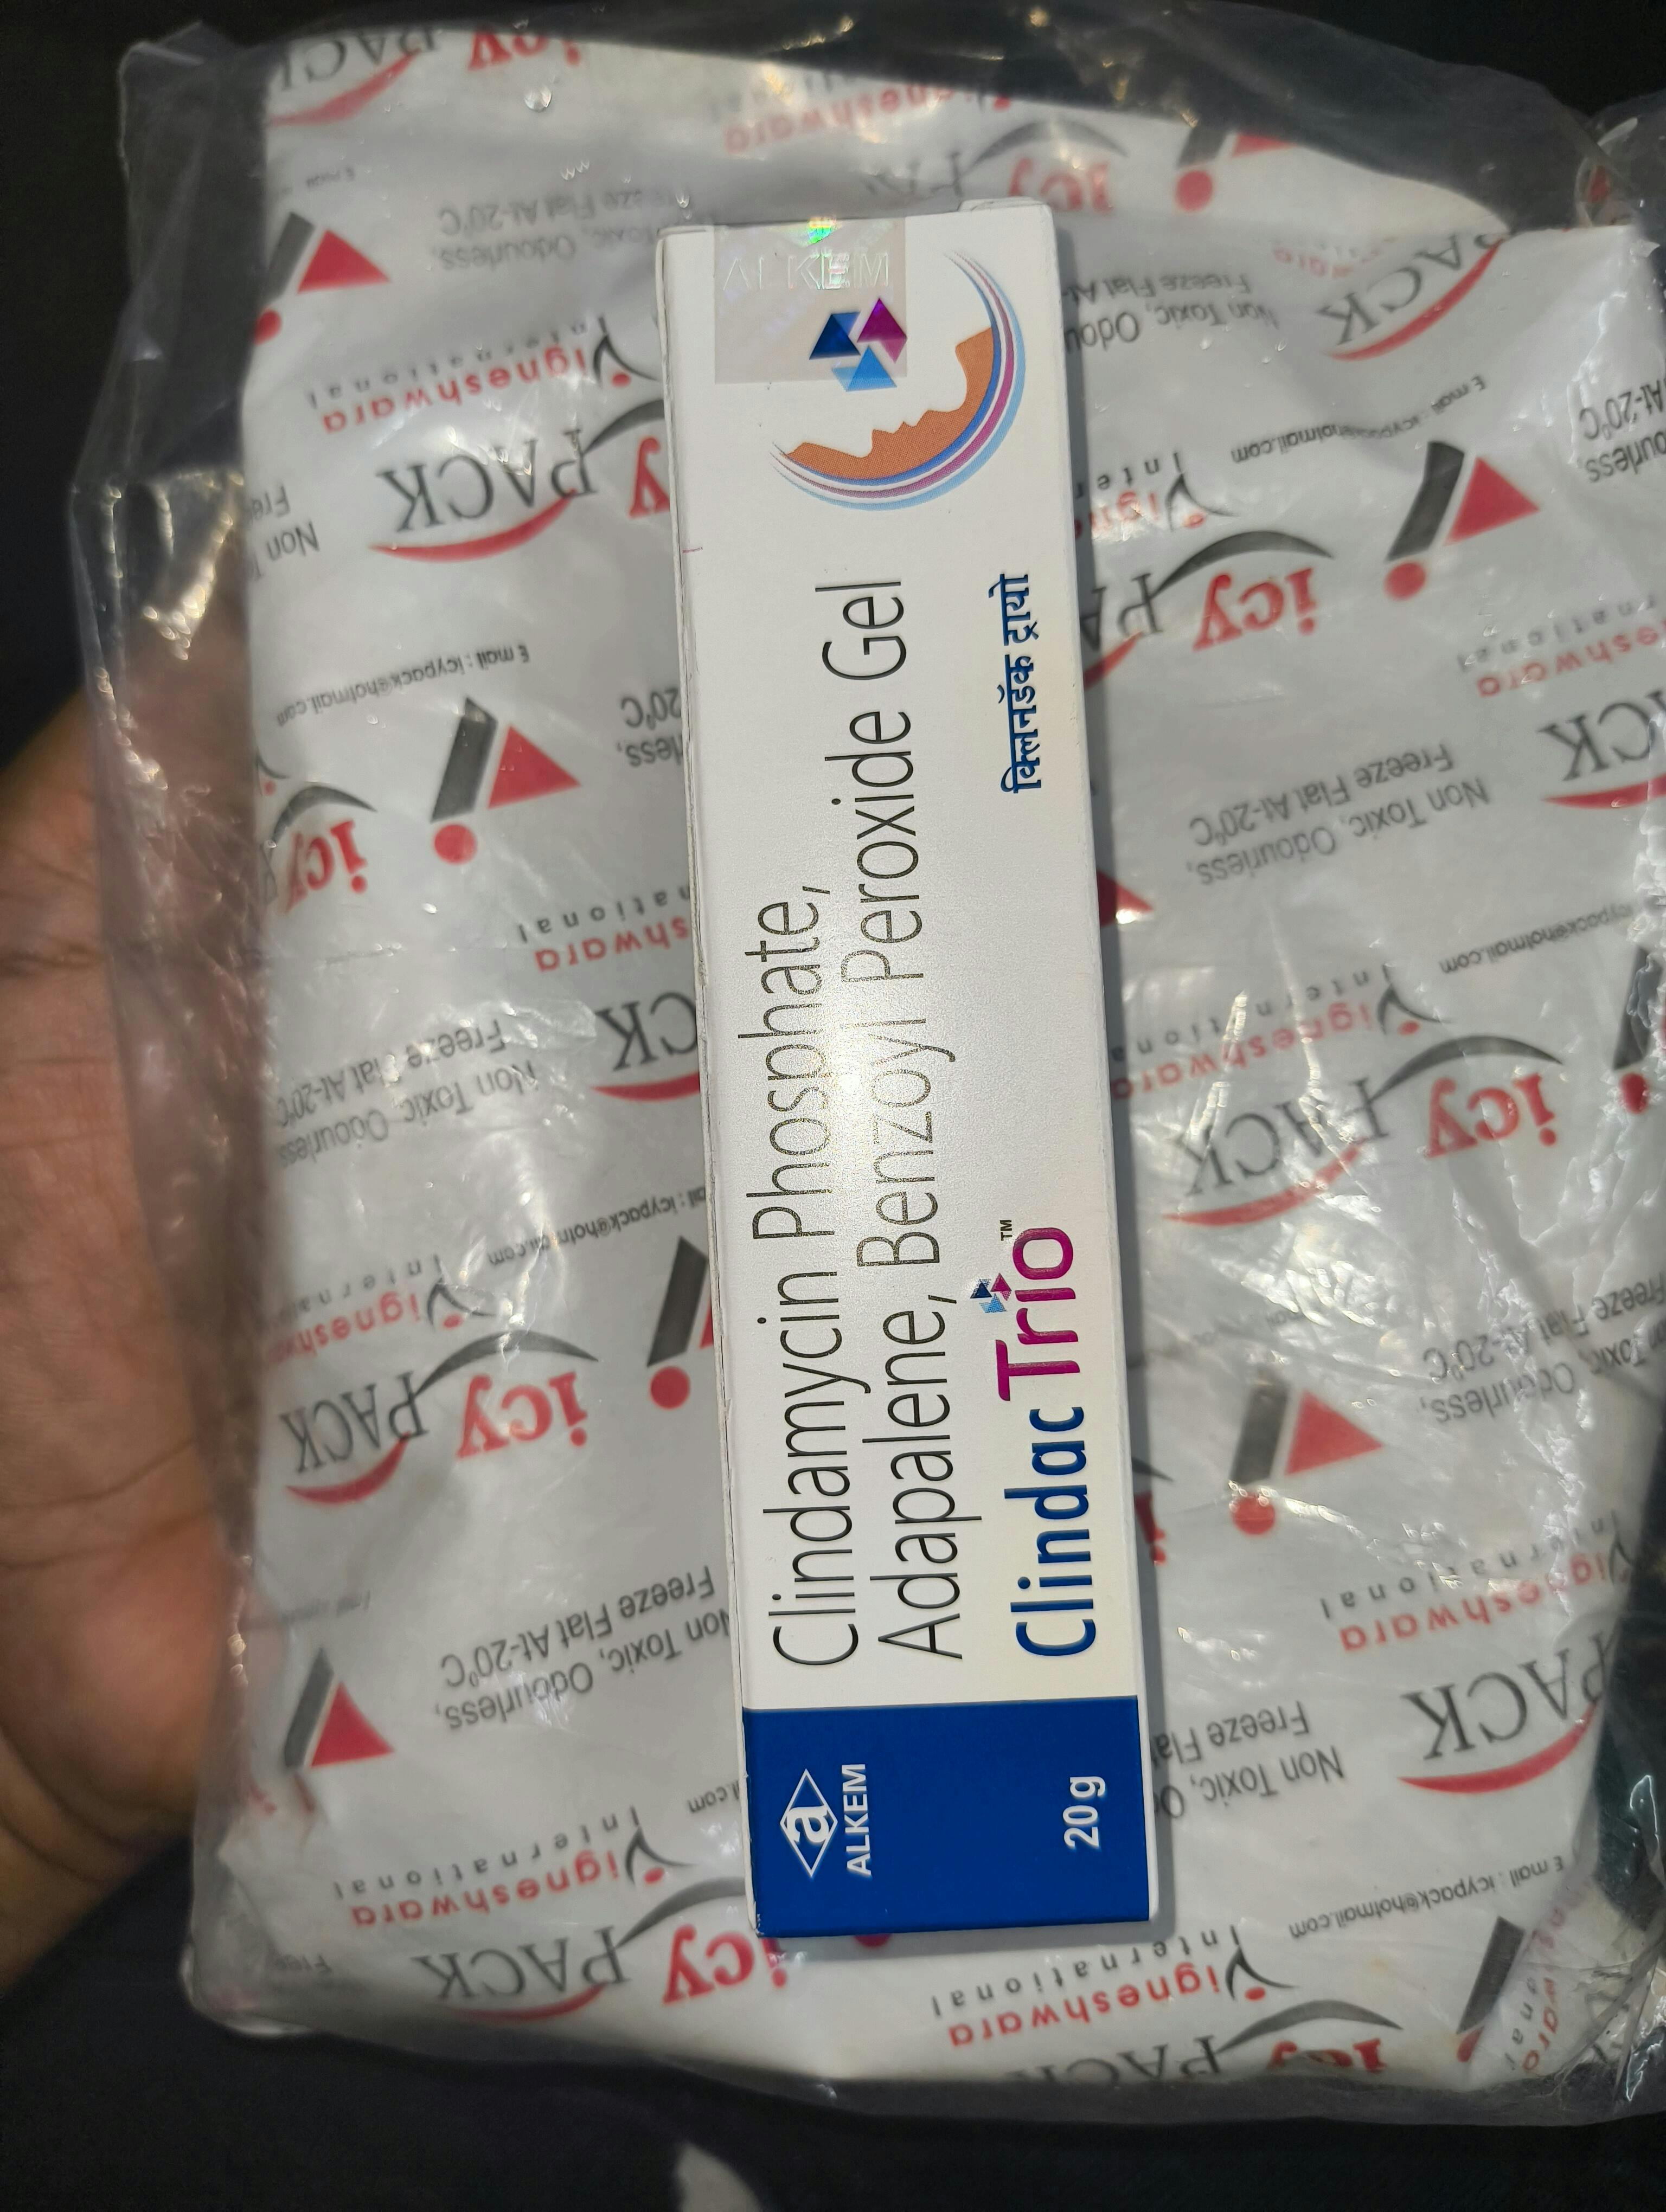 ALKEM
Clindamycin Phosphate,
Adapalene, Benzoyl Peroxide Gel
Clindac Trio™
क्लिनडॅक ट्रायो
a
ALKEM
20g
icy PACK
Vigneshwara
International
Non Toxic, Odourless,
Freeze Flat At-20°C
Email : icypack@hotmail.com